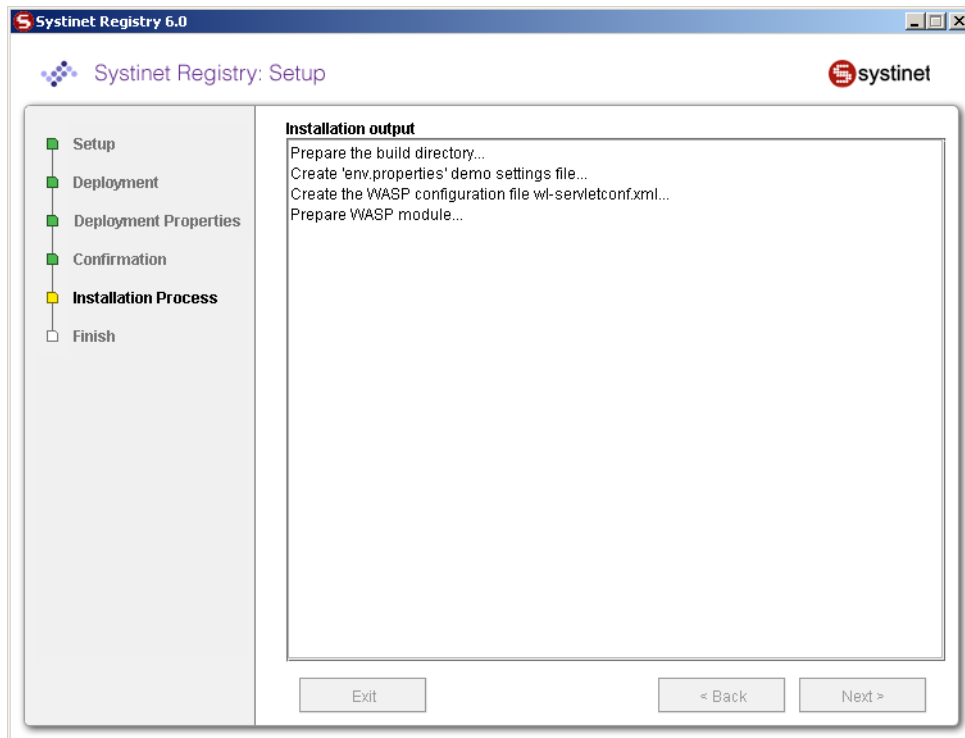 Systinet Registry 6.0
Systinet Registry: Setup
systinet
Setup
Deployment
Deployment Properties
Confirmation
Installation Process
Finish
Installation output
Prepare the build directory...
Create 'env.properties' demo settings file...
Create the WASP configuration file wl-servletconf.xml...
Prepare WASP module...
Exit
< Back
Next >